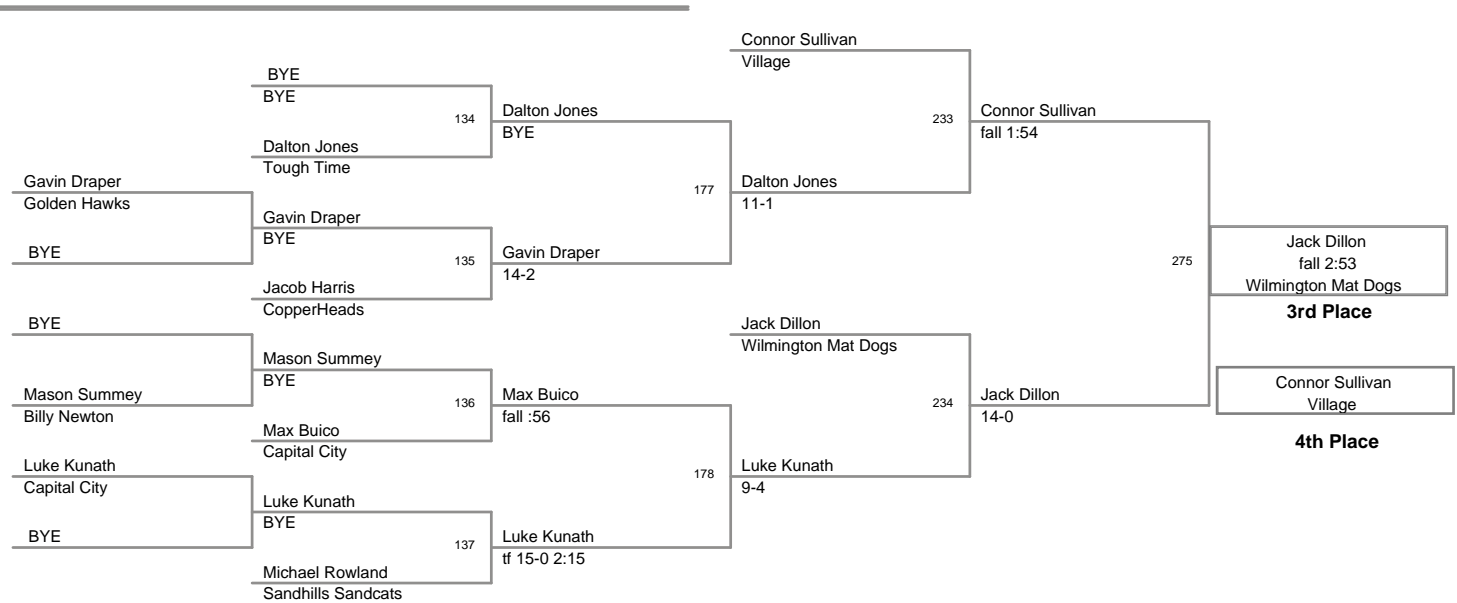 Connor Sullivan
Village
BYE
BYE
134
Dalton Jones
BYE
233
Connor Sullivan
fall 1:54
Dalton Jones
Tough Time
Gavin Draper
Golden Hawks
177
Dalton Jones
11-1
Gavin Draper
BYE
BYE
135
Gavin Draper
14-2
275
Jack Dillon
fall 2:53
Wilmington Mat Dogs
3rd Place
Jacob Harris
CopperHeads
BYE
Jack Dillon
Wilmington Mat Dogs
Mason Summey
BYE
Mason Summey
Billy Newton
136
Max Buico
fall :56
234
Jack Dillon
14-0
Connor Sullivan
Village
4th Place
Max Buico
Capital City
Luke Kunath
Capital City
178
Luke Kunath
9-4
Luke Kunath
BYE
BYE
137
Luke Kunath
tf 15-0 2:15
Michael Rowland
Sandhills Sandcats